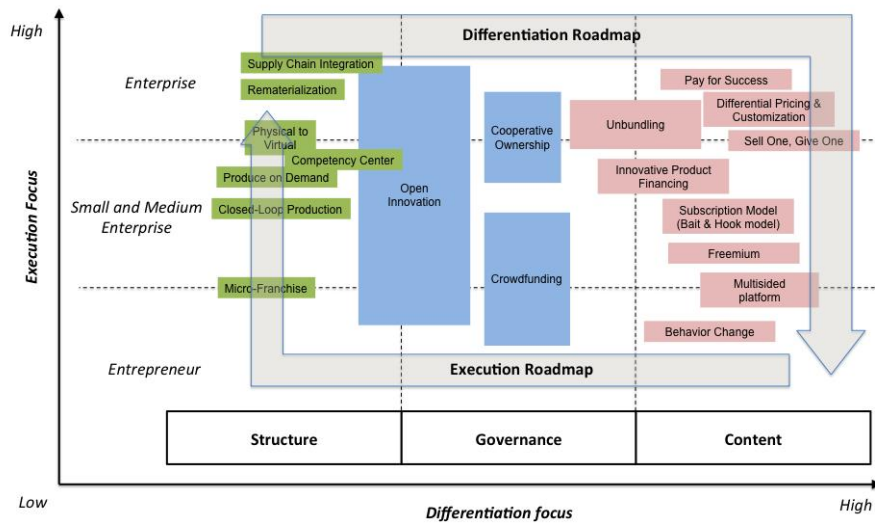 High
Differentiation Roadmap
Supply Chain Integration
Enterprise
Rematerialization
Pay for Success
Differential Pricing &
Customization
Physical to
Virtual
Cooperative
Ownership
Unbundling
Sell One, Give One
Competency Center
Produce on Demand
Open
Innovation
Innovative Product
Financing
Execution Focus
Small and Medium
Enterprise
Closed-Loop Production
Subscription Model
(Bait & Hook model)
Freemium
Micro-Franchise
Crowdfunding
Multisided
platform
Behavior Change
Entrepreneur
Execution Roadmap
Structure
Governance
Content
Low
Differentiation focus
High